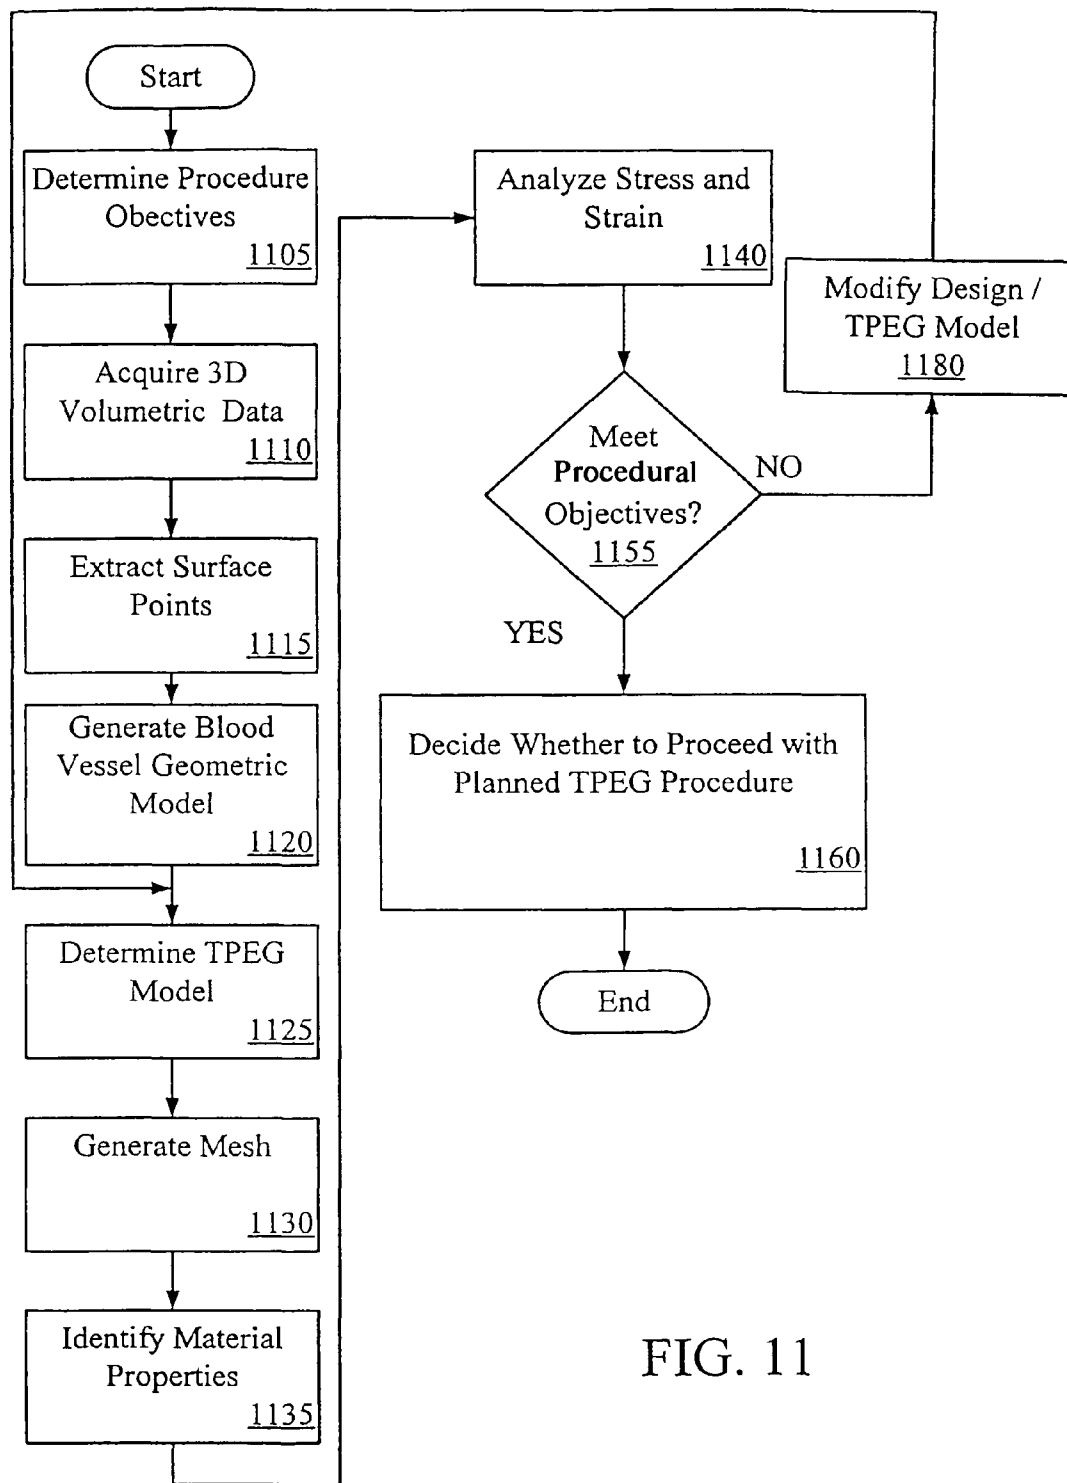 Start
Determine Procedure
Obectives
1105
Acquire 3D
Volumetric Data
1110
Extract Surface
Points
1115
Generate Blood
Vessel Geometric
Model
1120
Determine TPEG
Model
1125
Generate Mesh
1130
Identify Material
Properties
1135
Analyze Stress and
Strain
1140
Meet
Procedural
Objectives?
1155
NO
Modify Design /
TPEG Model
1180
YES
Decide Whether to Proceed with
Planned TPEG Procedure
1160
End
FIG. 11